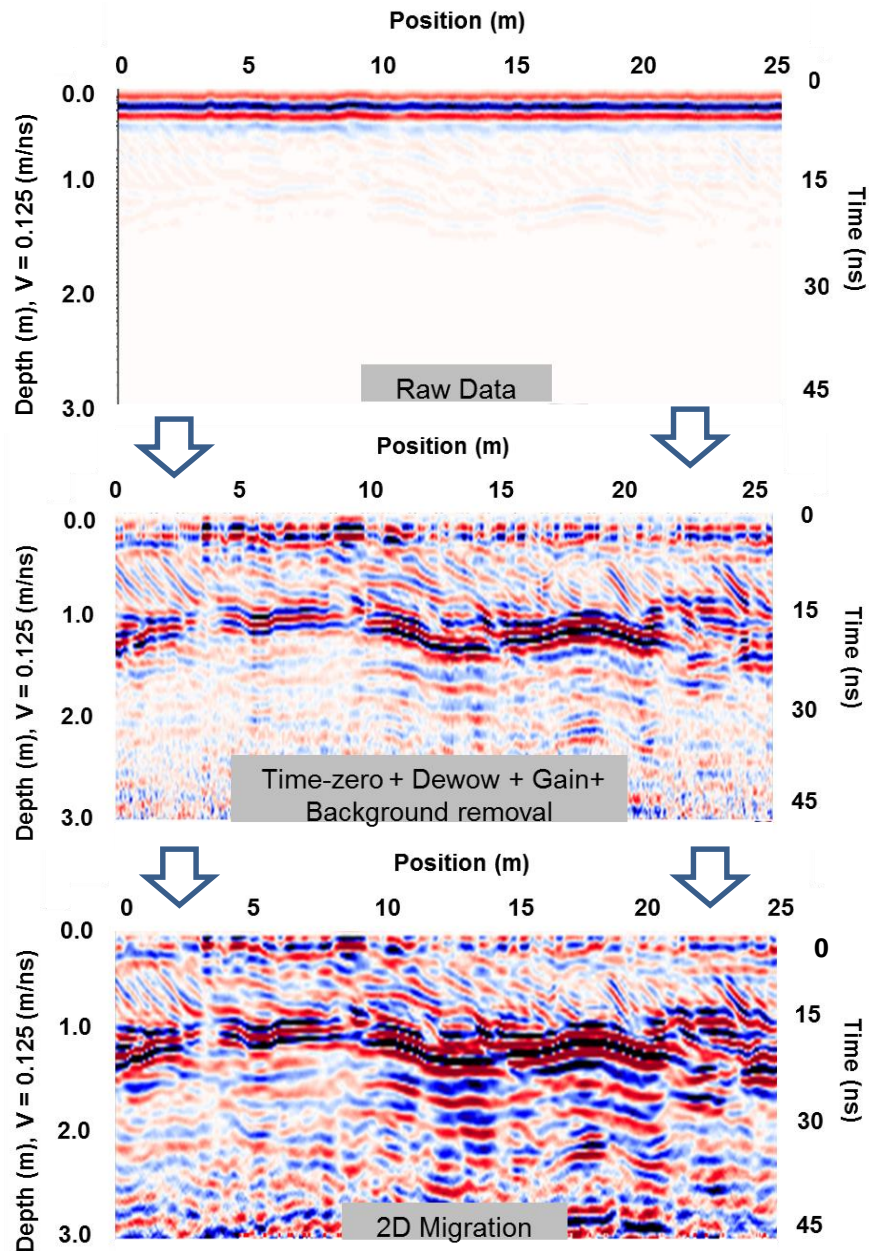 Position (m)
0 5 10 15 20 25
0.0
1.0
2.0
3.0
Depth (m), V = 0.125 (m/ns)
0
15
30
45
Time (ns)
Raw Data
Position (m)
0 5 10 15 20 25
0.0
1.0
2.0
3.0
Depth (m), V = 0.125 (m/ns)
0
15
30
45
Time (ns)
Time-zero + Dewow + Gain+
Background removal
Position (m)
0 5 10 15 20 25
0.0
1.0
2.0
3.0
Depth (m), V = 0.125 (m/ns)
0
15
30
45
Time (ns)
2D Migration